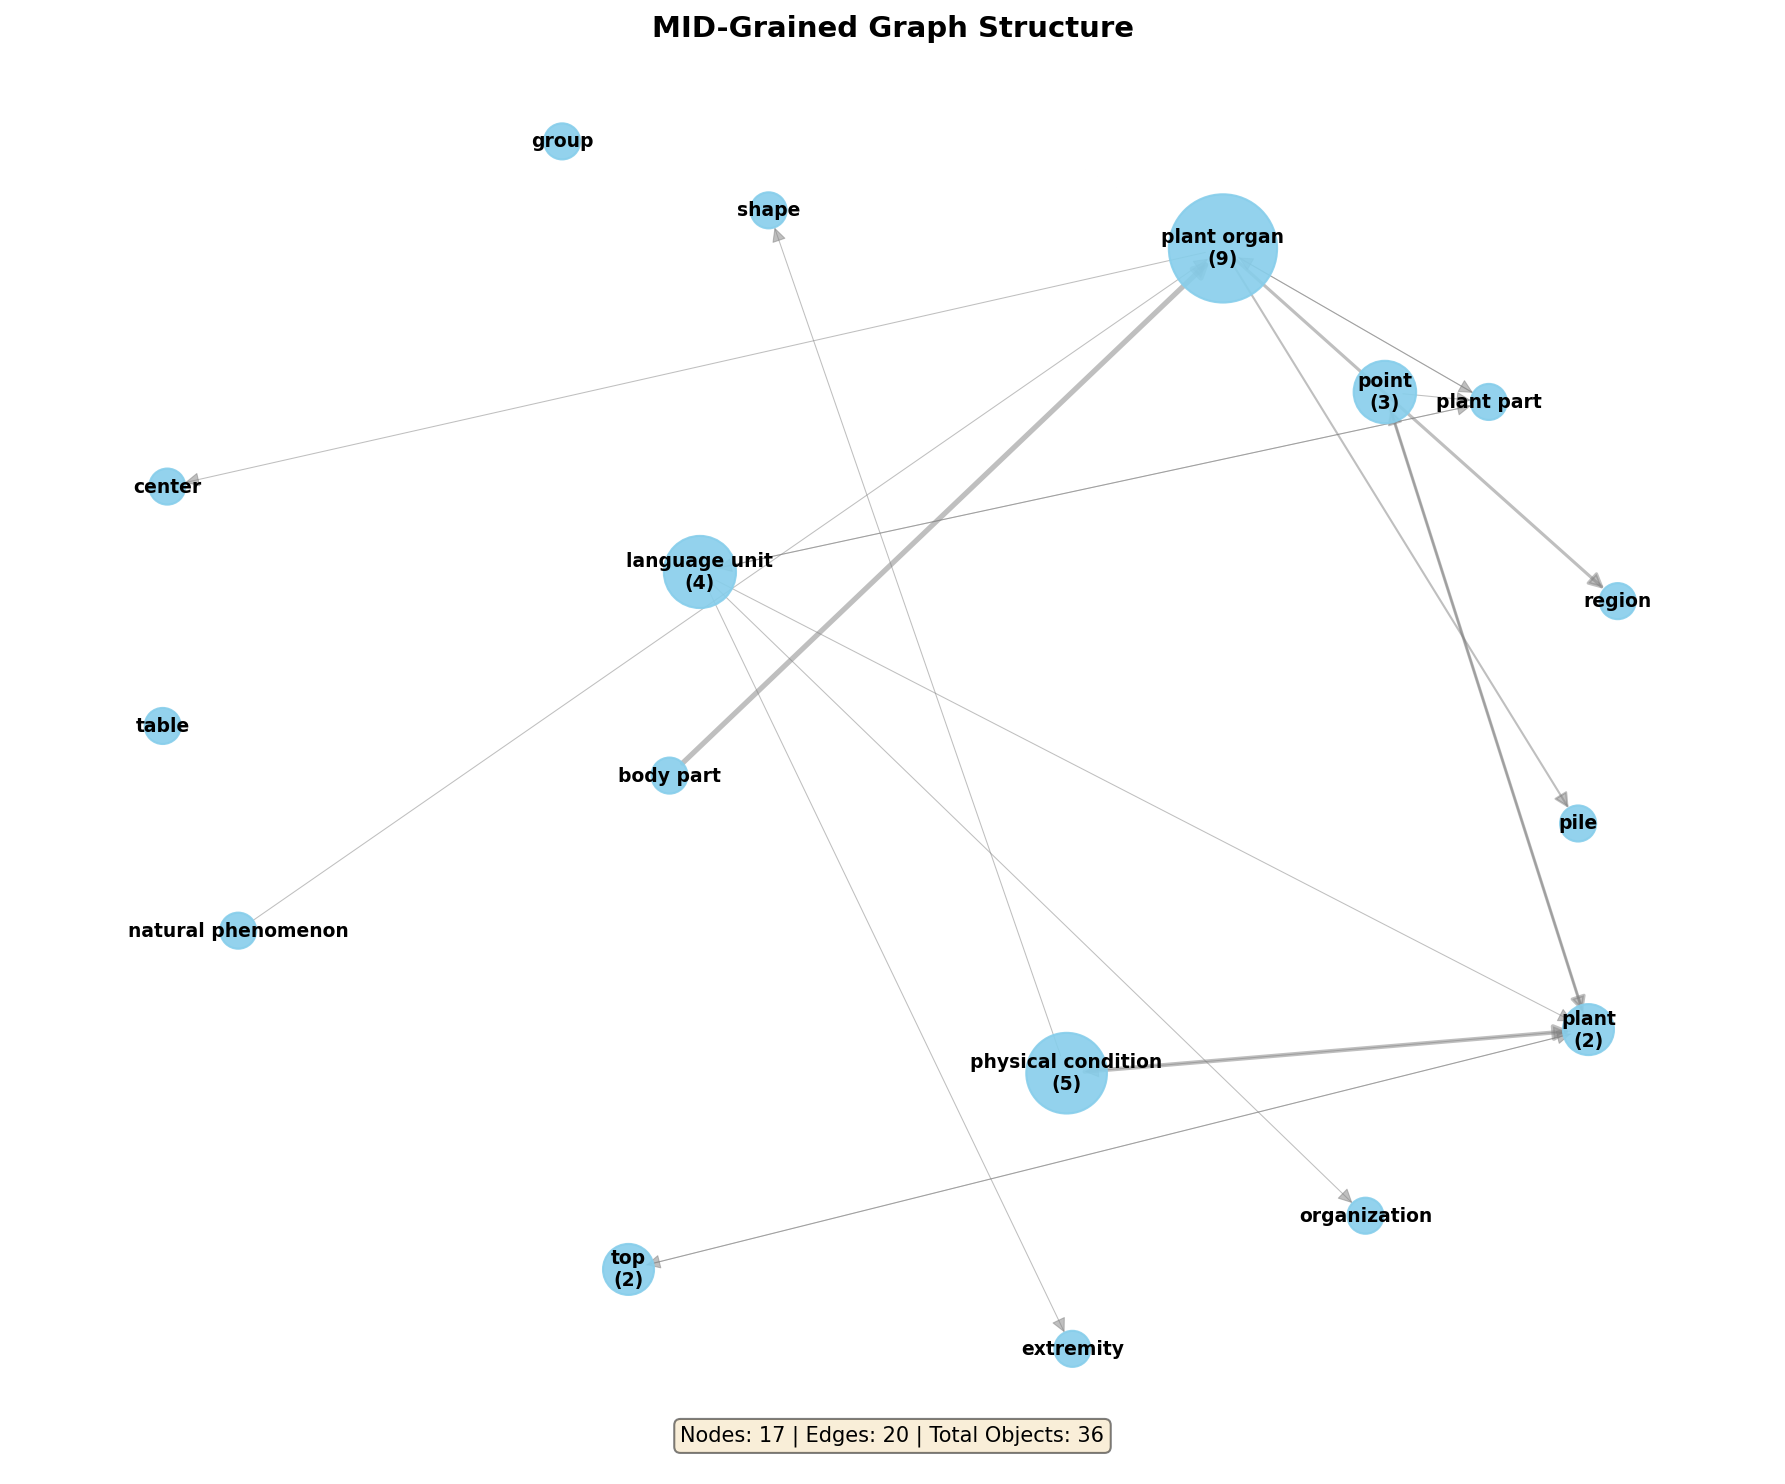 MID-Grained Graph Structure
group
shape
plant organ
(9)
point
(3)
plant part
center
language unit
(4)
region
table
body part
pile
natural phenomenon
plant
(2)
physical condition
(5)
organization
top
(2)
extremity
Nodes: 17 | Edges: 20 | Total Objects: 36